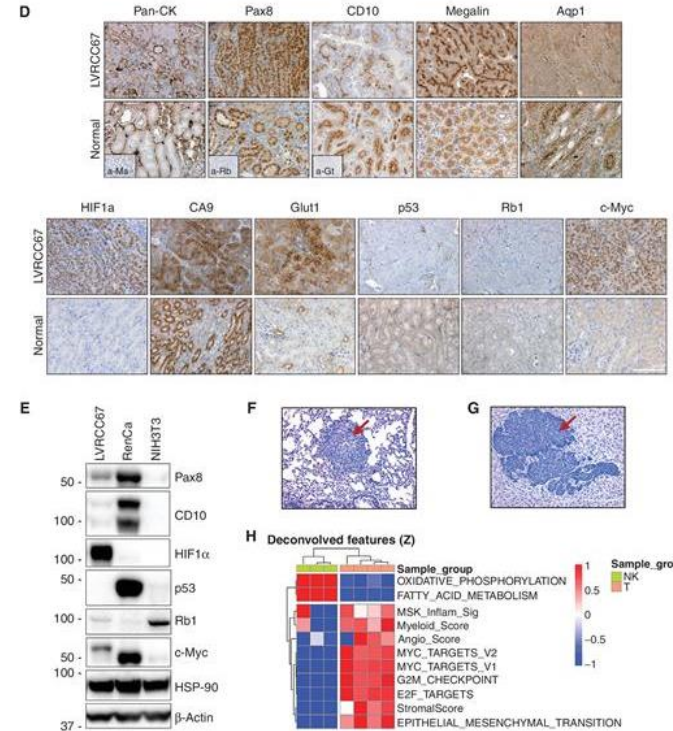 D
Pan-CK Pax8 CD10 Megalin Aqp1
LVRCC67
Normal
a-Ma a-Rb a-Gt
HIF1a CA9 Glut1 p53 Rb1 c-Myc
LVRCC67
Normal
E
LVRCC67 RenCa NIH3T3
50 - Pax8
100 - CD10
100 - HIF1α
50 - p53
100 - Rb1
50 - c-Myc
100 - HSP-90
37 - β-Actin
F
G
H Deconvolved features (Z)
Sample_group
OXIDATIVE_PHOSPHORYLATION
FATTY_ACID_METABOLISM
MSK_Inflam_Sig
Myeloid_Score
Angio_Score
MYC_TARGETS_V2
MYC_TARGETS_V1
G2M_CHECKPOINT
E2F_TARGETS
StromalScore
EPITHELIAL_MESENCHYMAL_TRANSITION
1
0.5
0
−0.5
−1
Sample_gro
NK
T